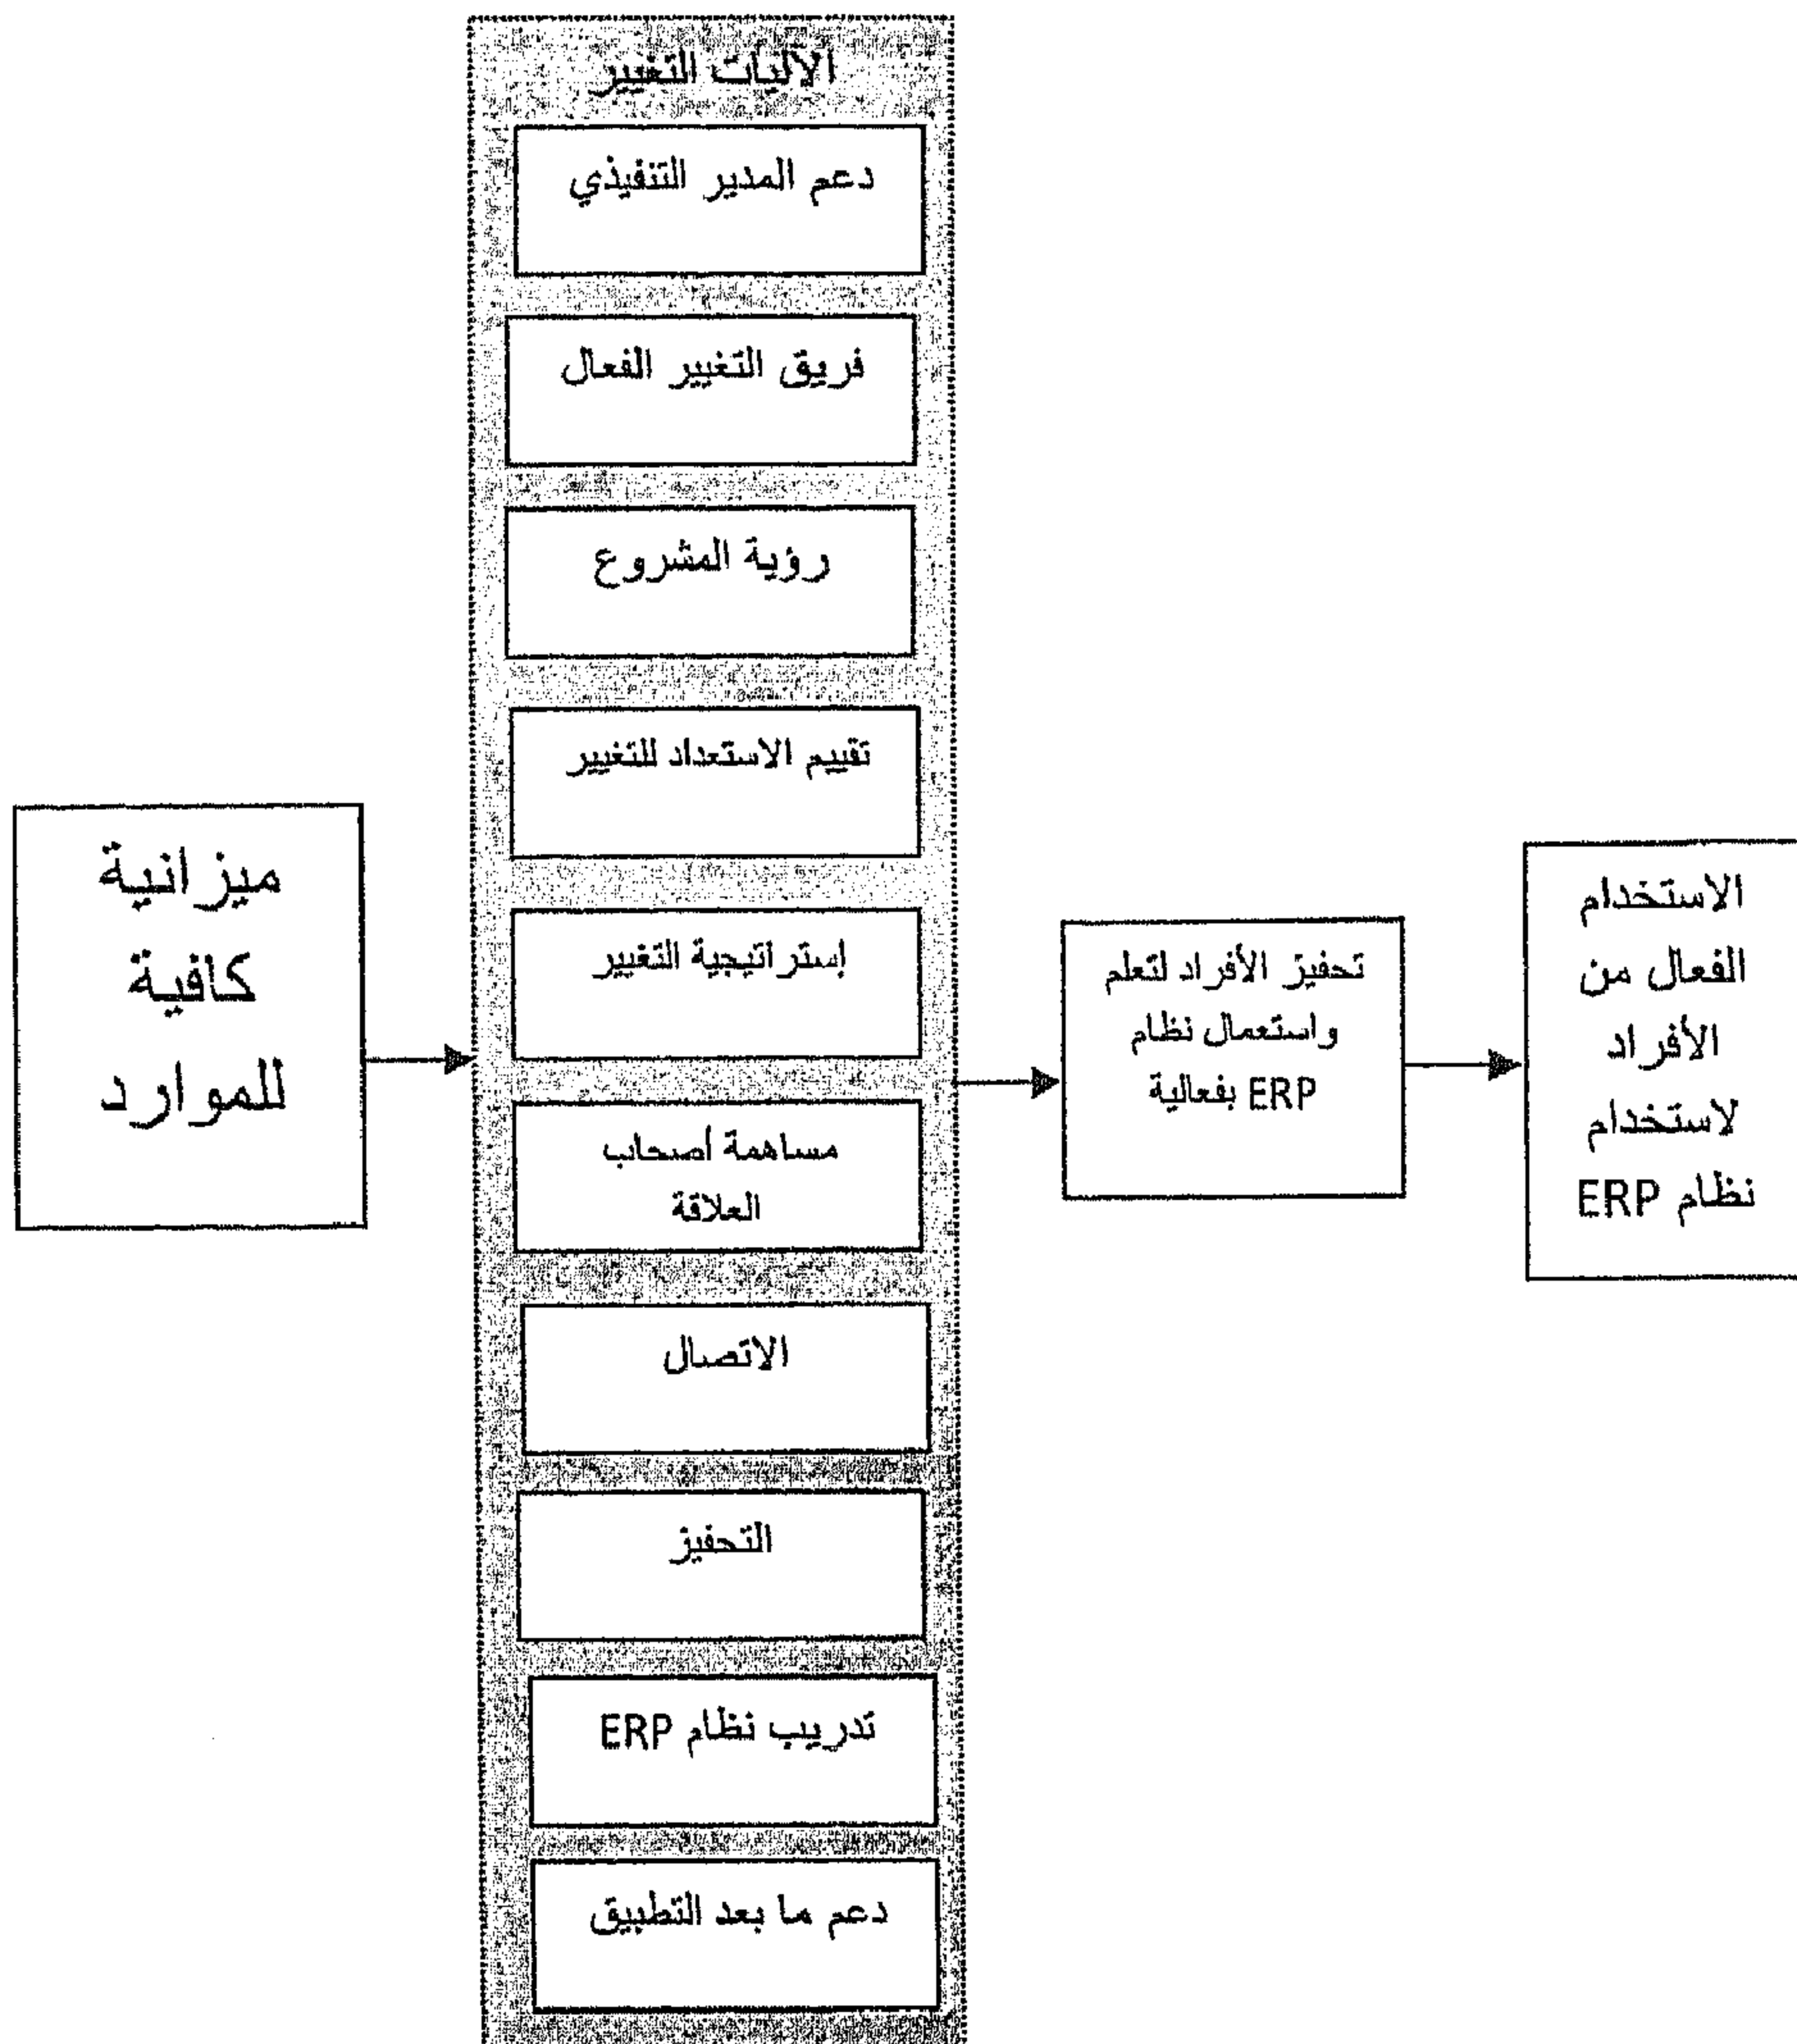 الآليات التغيير
دعم المدير التنفيذي
فريق التغيير الفعال
رؤية المشروع
تقييم الاستعداد للتغيير
إستراتيجية التغيير
مساهمة أصحاب
العلاقة
الاتصال
التحفيز
تدريب نظام ERP
دعم ما بعد التطبيق
ميزانية
كافية
للموارد
تحفيز الأفراد لتعلم
واستعمال نظام
ERP بفعالية
الاستخدام
الفعال من
الأفراد
لاستخدام
نظام ERP